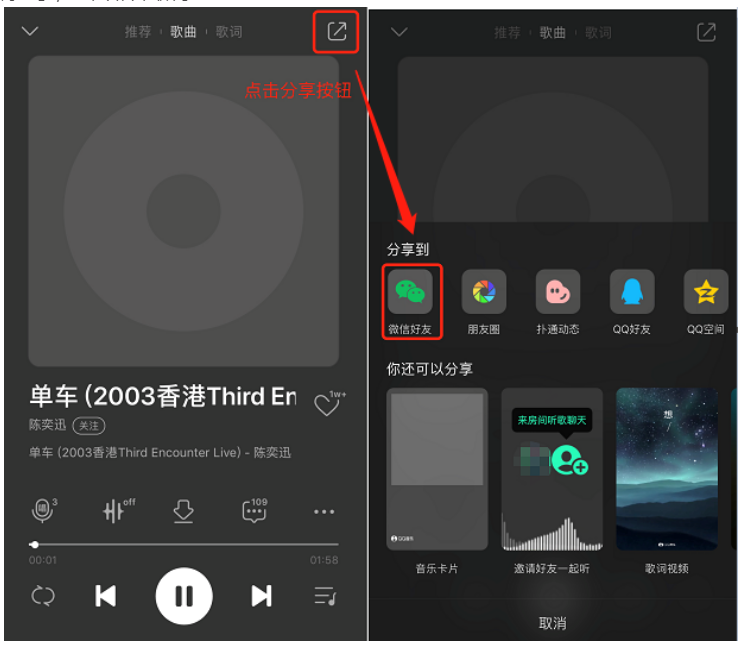 推荐 歌曲 歌词
点击分享按钮
单车 (2003香港Third En
1w+
陈奕迅 关注
单车 (2003香港Third Encounter Live) - 陈奕迅
唱 3
off
109
00:01 01:58
推荐 歌曲 歌词
分享到
微信好友 朋友圈 扑通动态 QQ好友 QQ空间
你还可以分享
来房间听歌聊天
想
QQ音乐
音乐卡片 邀请好友一起听 歌词视频
取消